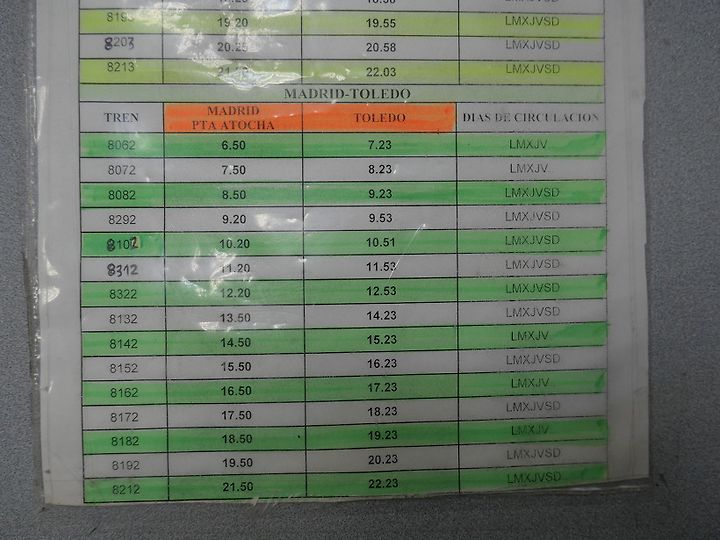 8193 19.20 19.55 LMXJVSD
8203 20.25 20.58 LMXJVSD
8213 22.03 LMXJVSD
MADRID-TOLEDO
TREN MADRID PTA ATOCHA TOLEDO DIAS DE CIRCULACION
8062 6.50 7.23 LMXJV
8072 7.50 8.23 LMXJV
8082 8.50 9.23 LMXJVSD
8292 9.20 9.53 LMXJVSD
8102 10.20 10.51 LMXJVSD
8312 11.20 11.53 LMXJVSD
8322 12.20 12.53 LMXJVSD
8132 13.50 14.23 LMXJVSD
8142 14.50 15.23 LMXJV
8152 15.50 16.23 LMXJVSD
8162 16.50 17.23 LMXJV
8172 17.50 18.23 LMXJVSD
8182 18.50 19.23 LMXJV
8192 19.50 20.23 LMXJVSD
8212 21.50 22.23 LMXJVSD